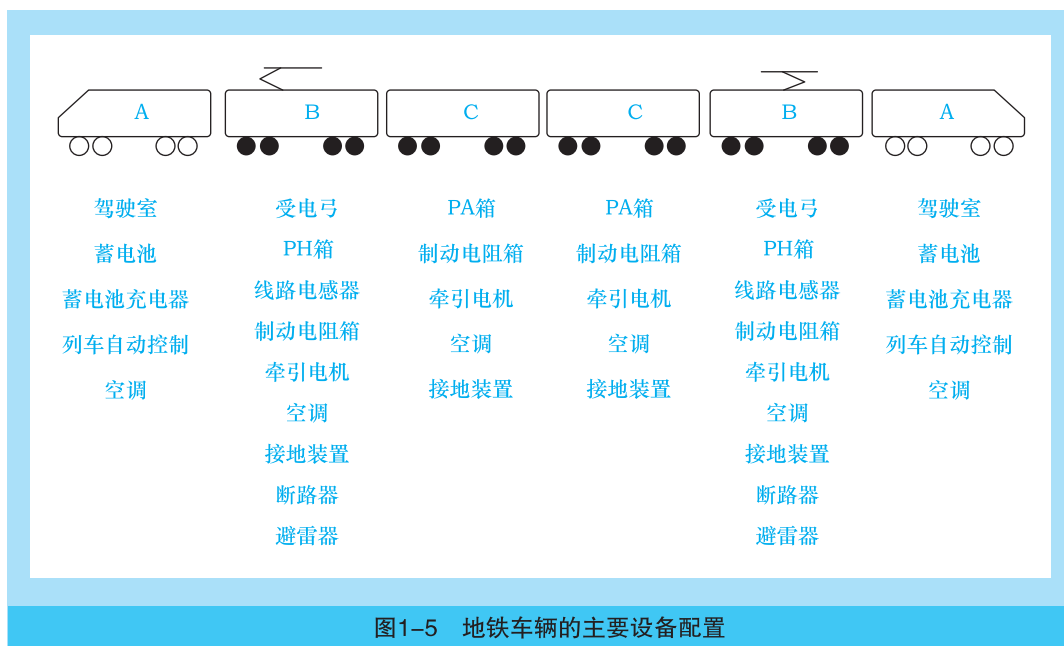 A B C C B A
驾驶室 受电弓 PA箱 PA箱 受电弓 驾驶室
蓄电池 PH箱 制动电阻箱 制动电阻箱 PH箱 蓄电池
蓄电池充电器 线路电感器 牵引电机 牵引电机 线路电感器 蓄电池充电器
列车自动控制 制动电阻箱 空调 空调 制动电阻箱 列车自动控制
空调 牵引电机 接地装置 接地装置 牵引电机 空调
空调 空调
接地装置 接地装置
断路器 断路器
避雷器 避雷器
图1-5 地铁车辆的主要设备配置